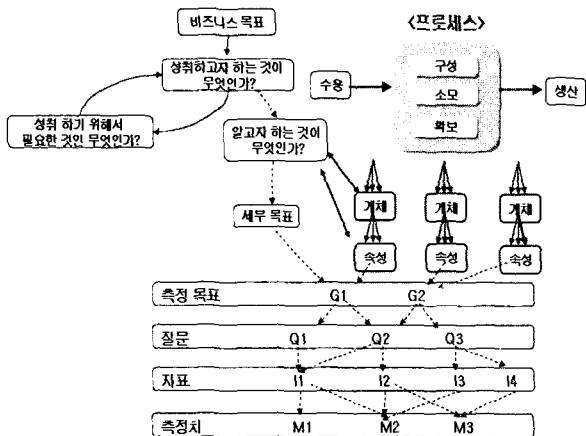 비즈니스 목표
성취하고자 하는 것이
무엇인가?
성취 하기 위해서
필요한 것인 무엇인가?
알고자 하는 것이
무엇인가?
세무 목표
<프로세스>
수용
구성
소모
확보
생산
개체
개체
개체
속성
속성
속성
측정 목표 G1 G2
질문 Q1 Q2 Q3
지표 I1 I2 I3 I4
측정치 M1 M2 M3